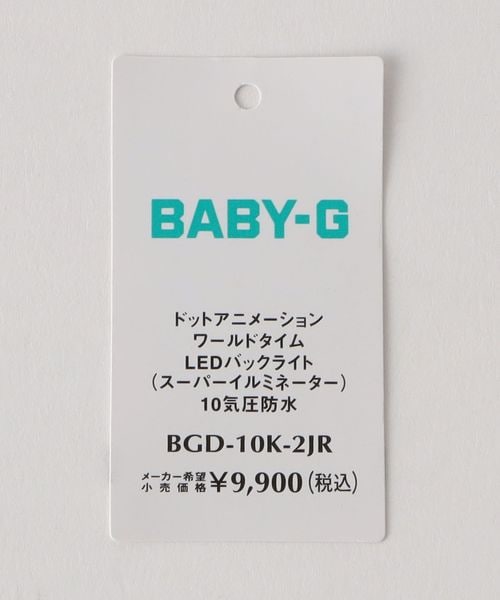 BABY-G
ドットアニメーション
ワールドタイム
LEDバックライト
(スーパーイルミネーター)
10気圧防水
BGD-10K-2JR
メーカー希望小売価格 ¥9,900(税込)